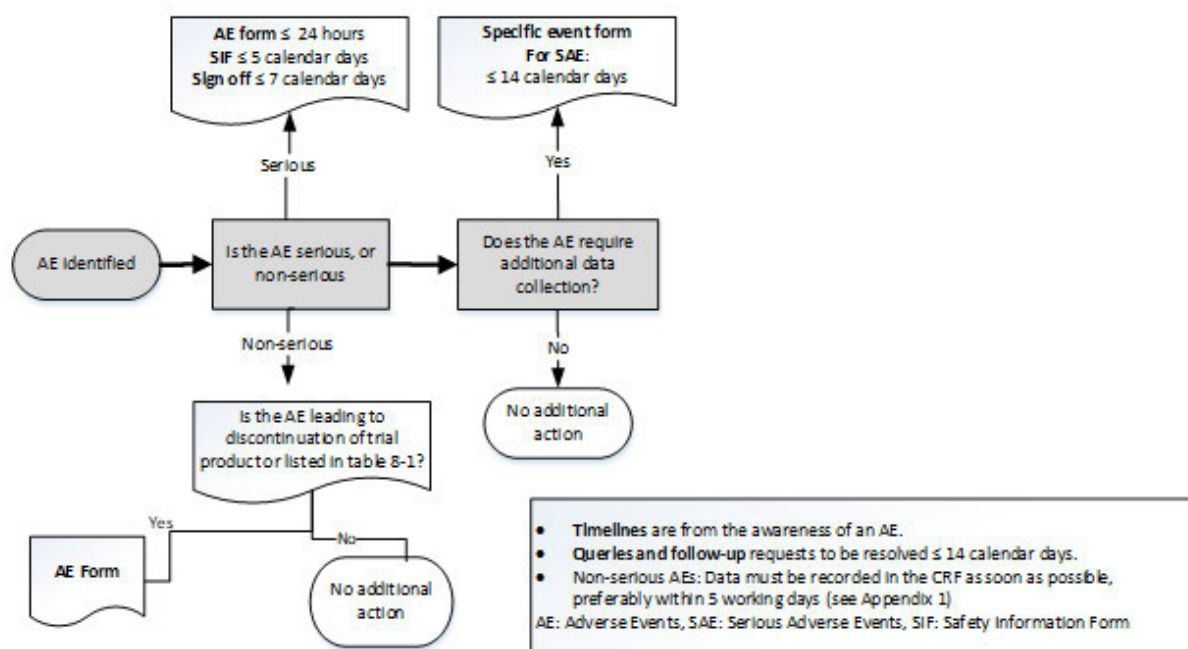 AE form ≤ 24 hours
SIF ≤ 5 calendar days
Sign off ≤ 7 calendar days
Specific event form
For SAE:
≤ 14 calendar days
Serious
Yes
AE identified
Is the AE serious, or
non-serious
Does the AE require
additional data
collection?
Non-serious
No
Is the AE leading to
discontinuation of trial
product or listed in table 8-1?
No additional
action
Yes
No
AE Form
No additional
action
• Timelines are from the awareness of an AE.
• Queries and follow-up requests to be resolved ≤ 14 calendar days.
• Non-serious AEs: Data must be recorded in the CRF as soon as possible,
preferably within 5 working days (see Appendix 1)
AE: Adverse Events, SAE: Serious Adverse Events, SIF: Safety Information Form